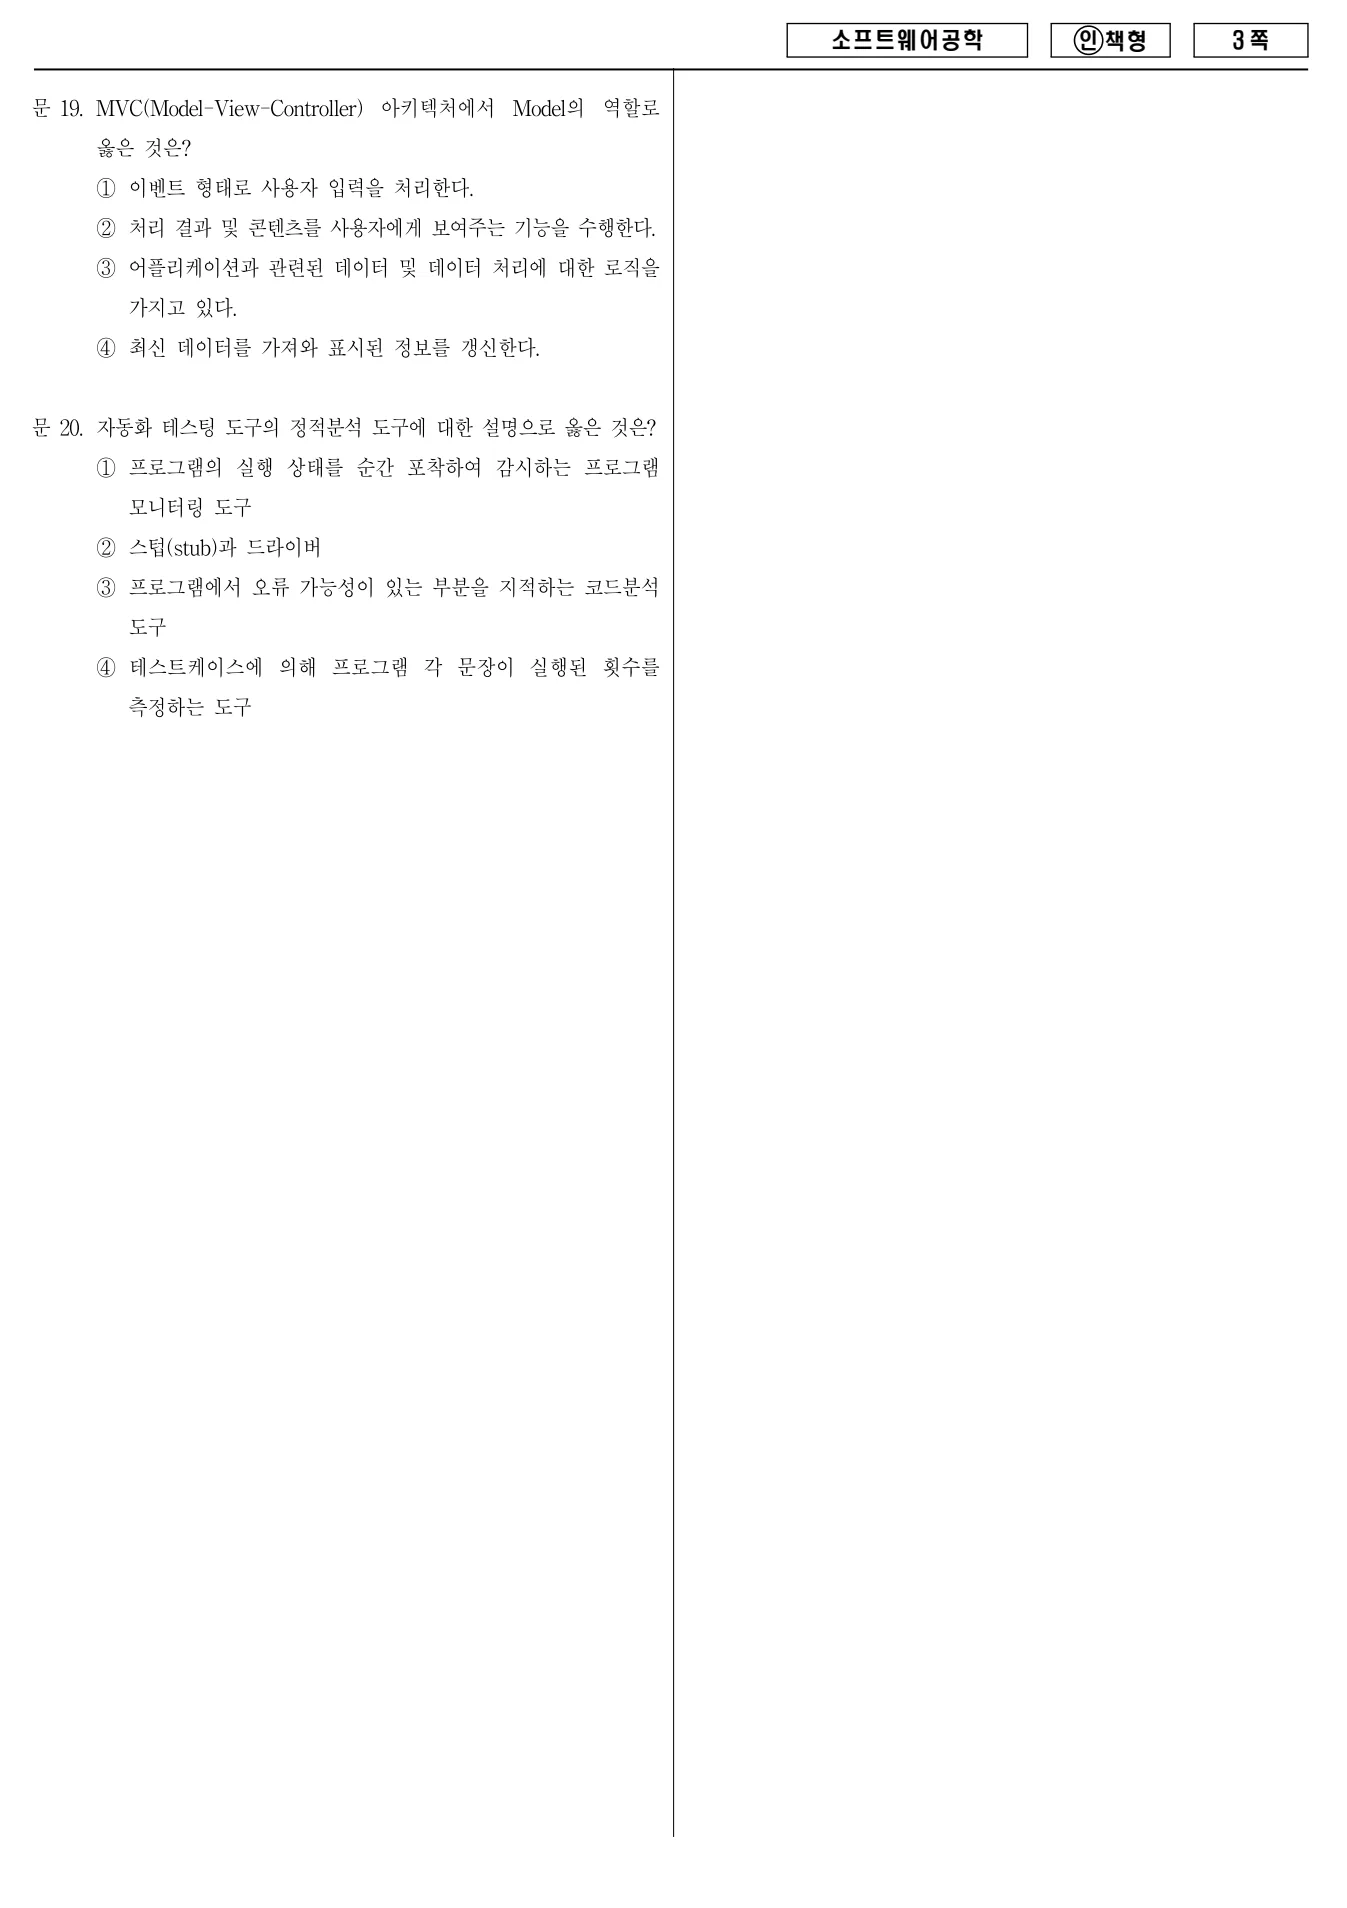 소프트웨어공학 ㉑책형 3쪽
문 19. MVC(Model-View-Controller) 아키텍처에서 Model의 역할로
옳은 것은?
① 이벤트 형태로 사용자 입력을 처리한다.
② 처리 결과 및 콘텐츠를 사용자에게 보여주는 기능을 수행한다.
③ 어플리케이션과 관련된 데이터 및 데이터 처리에 대한 로직을
가지고 있다.
④ 최신 데이터를 가져와 표시된 정보를 갱신한다.
문 20. 자동화 테스팅 도구의 정적분석 도구에 대한 설명으로 옳은 것은?
① 프로그램의 실행 상태를 순간 포착하여 감시하는 프로그램
모니터링 도구
② 스텁(stub)과 드라이버
③ 프로그램에서 오류 가능성이 있는 부분을 지적하는 코드분석
도구
④ 테스트케이스에 의해 프로그램 각 문장이 실행된 횟수를
측정하는 도구